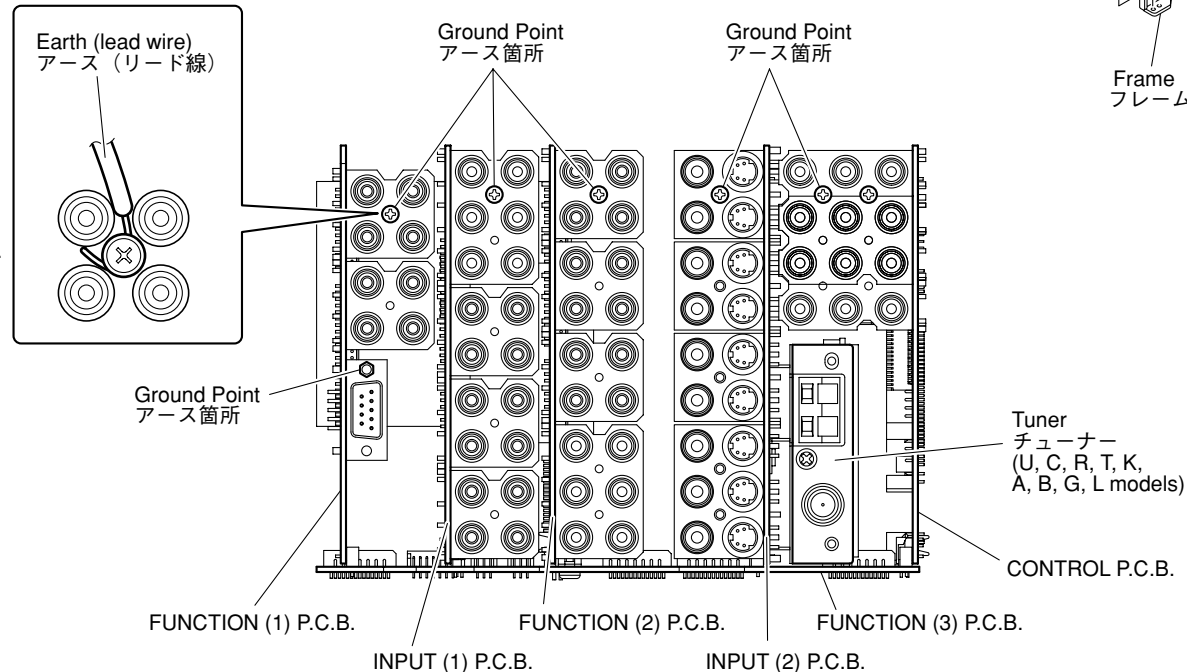 Earth (lead wire)
アース（リード線）
Ground Point
アース箇所
Ground Point
アース箇所
Frame
フレーム
Ground Point
アース箇所
Tuner
チューナー
(U, C, R, T, K,
A, B, G, L models)
CONTROL P.C.B.
FUNCTION (1) P.C.B.
FUNCTION (2) P.C.B.
FUNCTION (3) P.C.B.
INPUT (1) P.C.B.
INPUT (2) P.C.B.